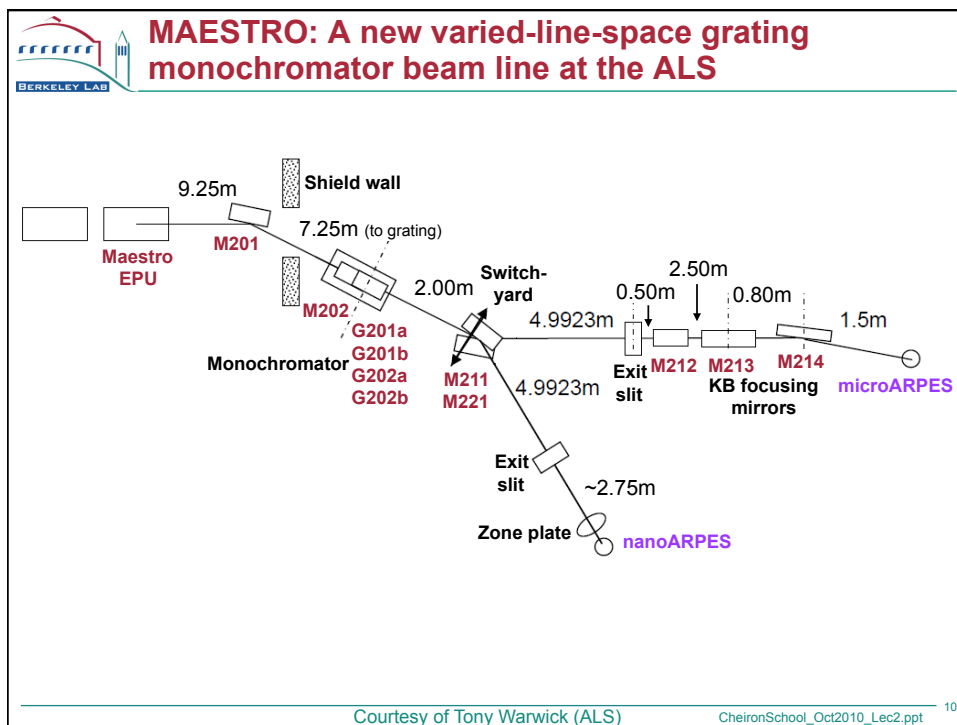 BERKELEY LAB
MAESTRO: A new varied-line-space grating
monochromator beam line at the ALS
Shield wall
9.25m
7.25m (to grating)
M201
Maestro
EPU
M202
2.00m
Switch-
yard
Monochromator
G201a
G201b
G202a
G202b
M211
M221
4.9923m
4.9923m
0.50m
2.50m
0.80m
1.5m
Exit
slit
M212
M213
M214
KB focusing
mirrors
microARPES
Exit
slit
~2.75m
Zone plate
nanoARPES
Courtesy of Tony Warwick (ALS)
CheironSchool_Oct2010_Lec2.ppt
10